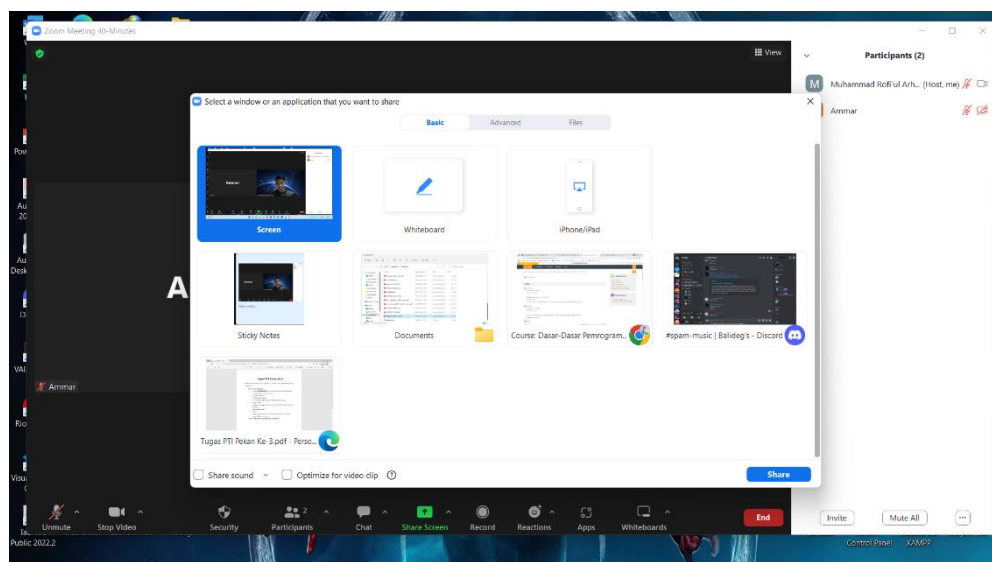 Zoom Meeting 40-Minutes
View
Participants (2)
Muhammad Rofi'ul Arh... (Host, me)
Ammar
Select a window or an application that you want to share
Basic
Advanced
Files
Screen
Whiteboard
iPhone/iPad
Sticky Notes
Documents
Course: Dasar-Dasar Pemrogram...
#spam-music | Balideg's - Discord
Tugas PTI Pekan Ke-3.pdf - Perso...
A
Ammar
Share sound
Optimize for video clip
Share
Unmute
Stop Video
Security
Participants
2
Chat
Share Screen
Record
Reactions
Apps
Whiteboards
End
Invite
Mute All
Public 2022.2
Control Panel
XAMPP